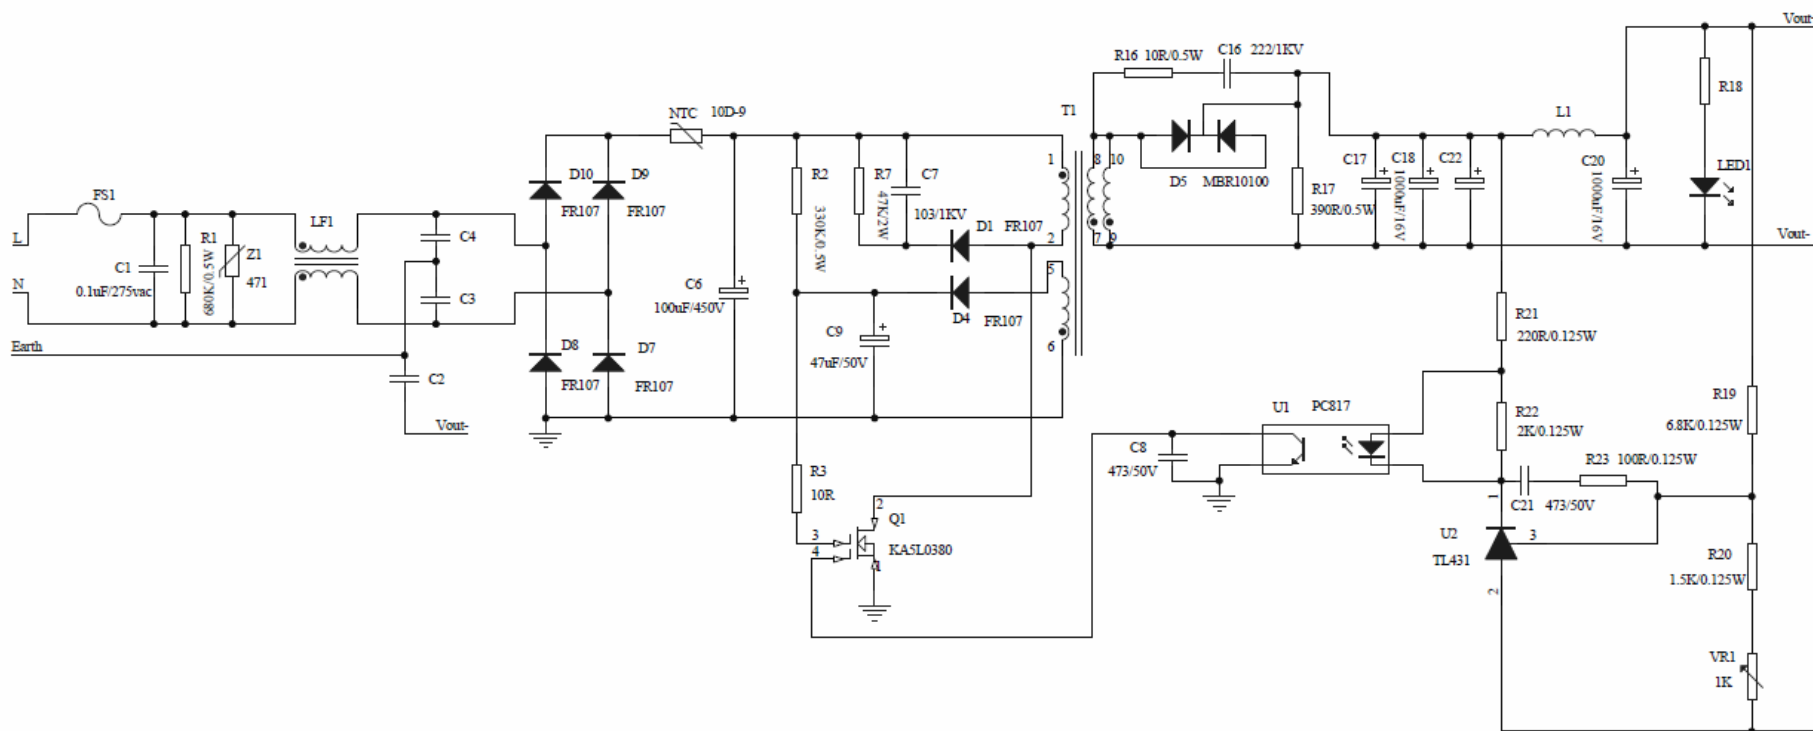 Vout-
R16 10R/0.5W
C16 222/1KV
R18
NTC 10D-9
T1
L1
1
8
10
D5 MBR10100
C17
C18
1000uF/16V
C22
C20
1000uF/16V
LED1
D10
D9
R2
330K/0.5W
R7
47K/2W
C7
103/1KV
FR107
FR107
R17
390R/0.5W
FS1
LF1
D1 FR107
2
7
9
Vout-
L
C1
0.1uF/275vac
R1
680K/0.5W
Z1
471
C4
C3
N
5
D4
FR107
6
C6
100uF/450V
C9
47uF/50V
R21
220R/0.125W
Earth
C2
D8
FR107
D7
FR107
Vout-
U1 PC817
R22
2K/0.125W
R19
6.8K/0.125W
C8
473/50V
R23 100R/0.125W
C21 473/50V
R3
10R
2
Q1
KA5L0380
3
4
1
1
U2
TL431
3
2
R20
1.5K/0.125W
VR1
1K